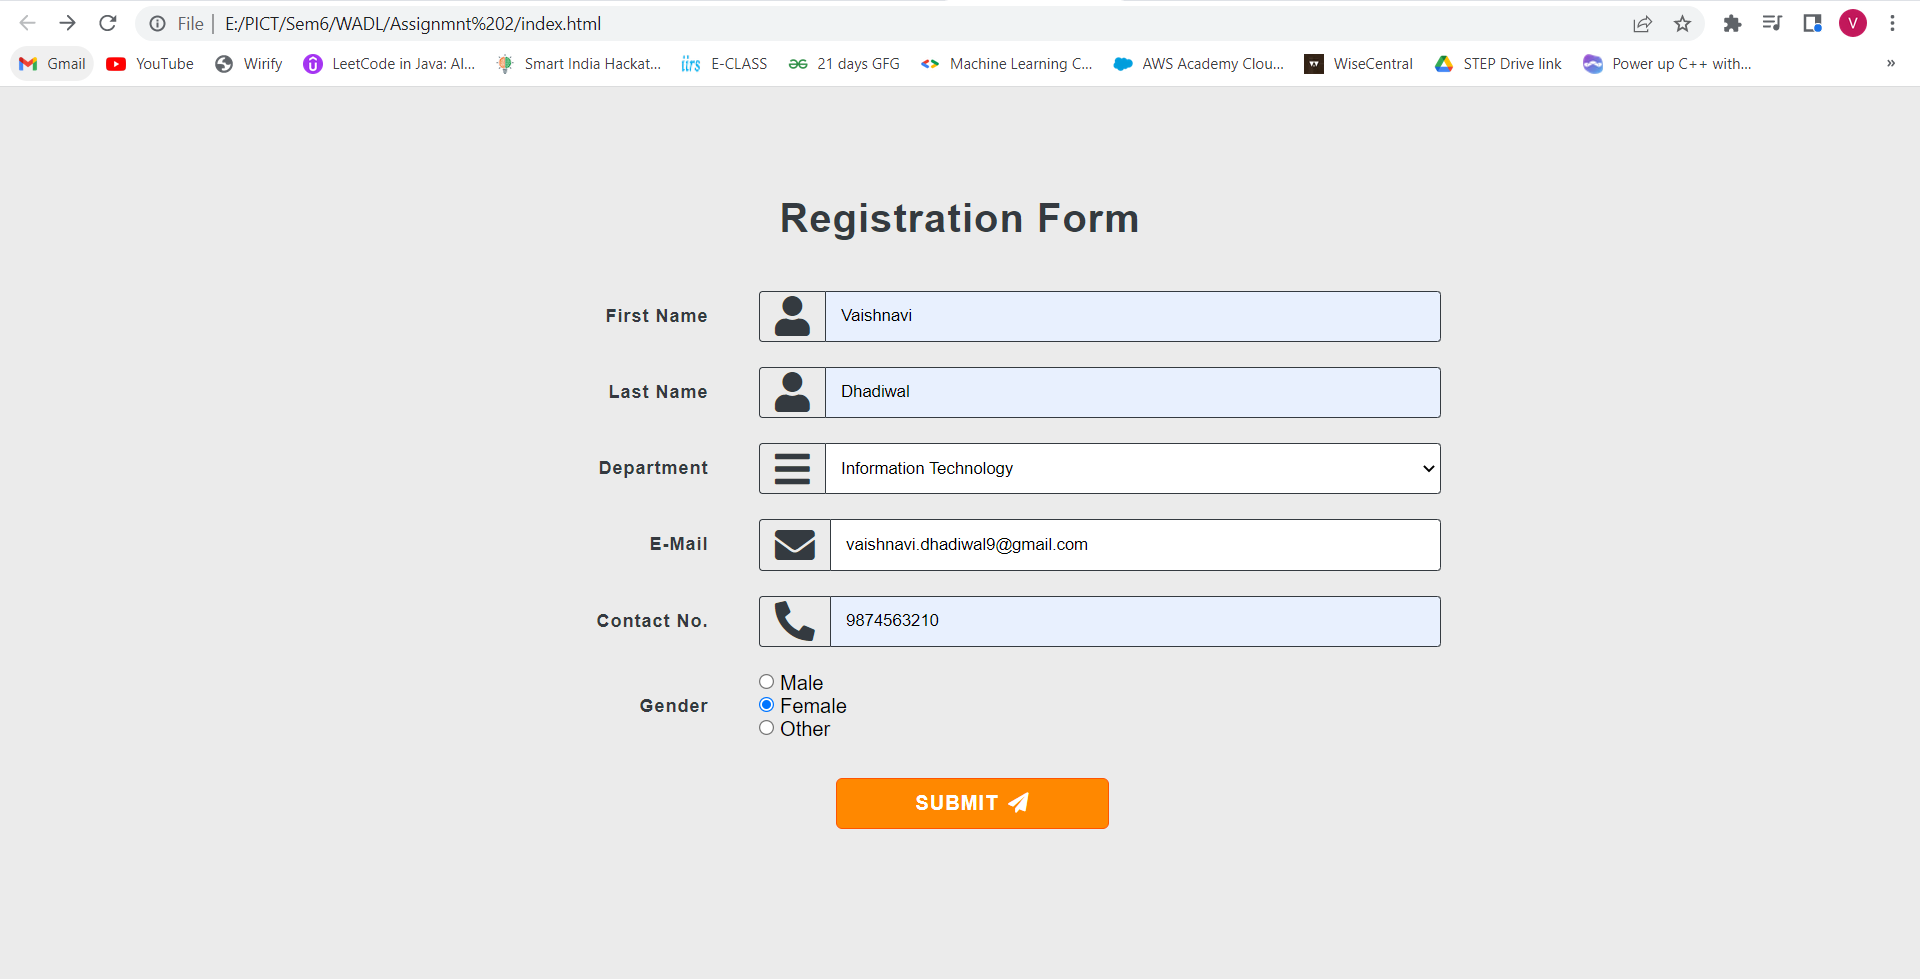 File | E:/PICT/Sem6/WADL/Assignmnt%202/index.html V
Gmail YouTube Wirify LeetCode in Java: Al... Smart India Hackat... iirs E-CLASS 21 days GFG Machine Learning C... AWS Academy Clou... WiseCentral STEP Drive link Power up C++ with... »
Registration Form
First Name Vaishnavi
Last Name Dhadiwal
Department Information Technology
E-Mail vaishnavi.dhadiwal9@gmail.com
Contact No. 9874563210
Male
Gender Female
Other
SUBMIT